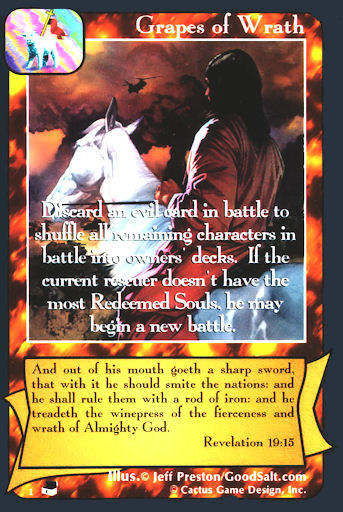 Grapes of Wrath
Discard an evil card in battle to
shuffle all remaining characters in
battle into owners' decks. If the
current rescuer doesn't have the
most Redeemed Souls, he may
begin a new battle.
And out of his mouth goeth a sharp sword,
that with it he should smite the nations: and
he shall rule them with a rod of iron: and he
treadeth the winepress of the fierceness and
wrath of Almighty God.
Revelation 19:15
Illus.© Jeff Preston/GoodSalt.com
1
© Cactus Game Design, Inc.